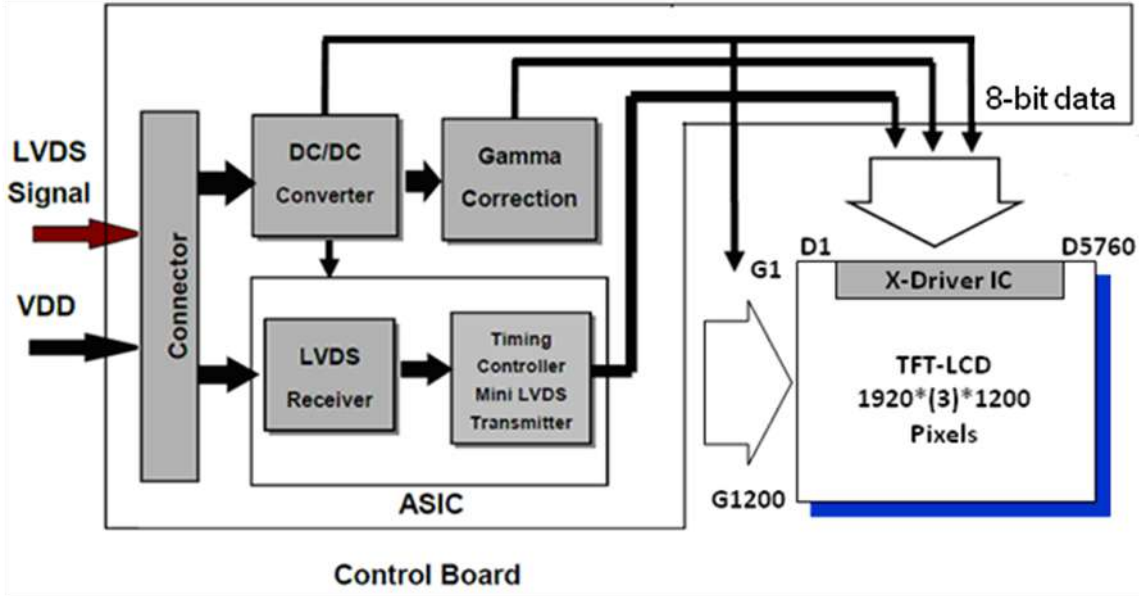 8-bit data
LVDS
Signal
VDD
Connector
DC/DC
Converter
Gamma
Correction
LVDS
Receiver
Timing
Controller
Mini LVDS
Transmitter
ASIC
Control Board
G1
G1200
D1
D5760
X-Driver IC
TFT-LCD
1920*(3)*1200
Pixels